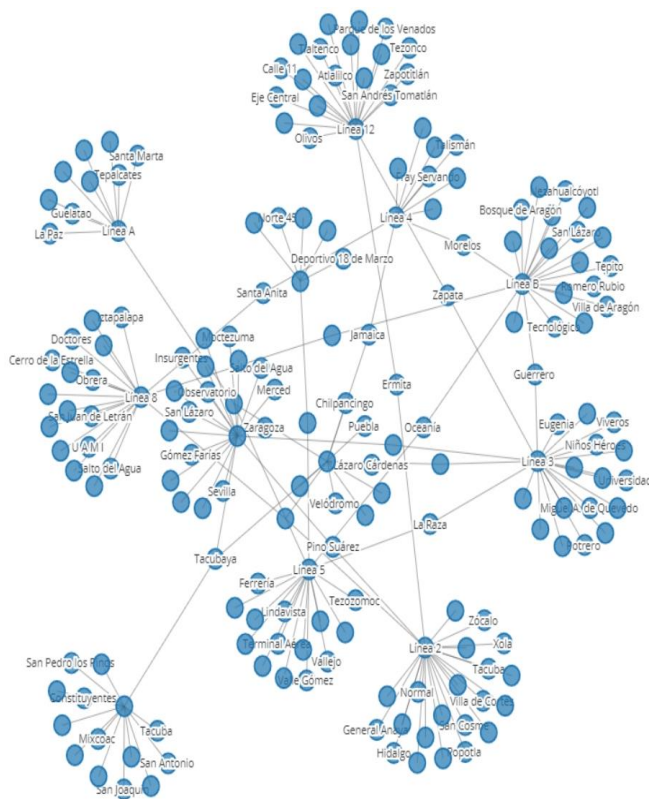 Parque de los Venados
Tlaltenco
Tezonco
Calle 11
Atlalilco
Zapotitlán
Eje Central
San Andrés Tomatlán
Olivos
Línea 12
Santa Marta
Tepalcates
Talismán
Fray Servando
Guelatao
La Paz
Línea A
Norte 45
Línea 4
Nezahualcóyotl
Bosque de Aragón
San Lázaro
Morelos
Deportivo 18 de Marzo
Tepito
Santa Anita
Zapata
Línea B
Romero Rubio
Villa de Aragón
Iztapalapa
Tecnológico
Doctores
Moctezuma
Jamaica
Insurgentes
Cerro de la Estrella
Salto del Agua
Guerrero
Obrera
Observatorio
Merced
Ermita
Línea 8
Chilpancingo
San Juan de Letrán
San Lázaro
Puebla
Oceanía
Eugenia
Viveros
Zaragoza
Niños Héroes
U A M I
Gómez Farías
Lázaro Cárdenas
Línea 3
Salto del Agua
Universidad
Sevilla
Velódromo
Miguel A. de Quevedo
La Raza
Tacubaya
Pino Suárez
Potrero
Línea 5
Ferrería
Tezozomoc
Lindavista
Zócalo
Terminal Aérea
Línea 2
Xola
San Pedro los Pinos
Vallejo
Tacuba
Valle Gómez
Constituyentes
Normal
Villa de Cortés
General Anaya
San Cosme
Mixcoac
Tacuba
Hidalgo
Popotla
San Antonio
San Joaquín